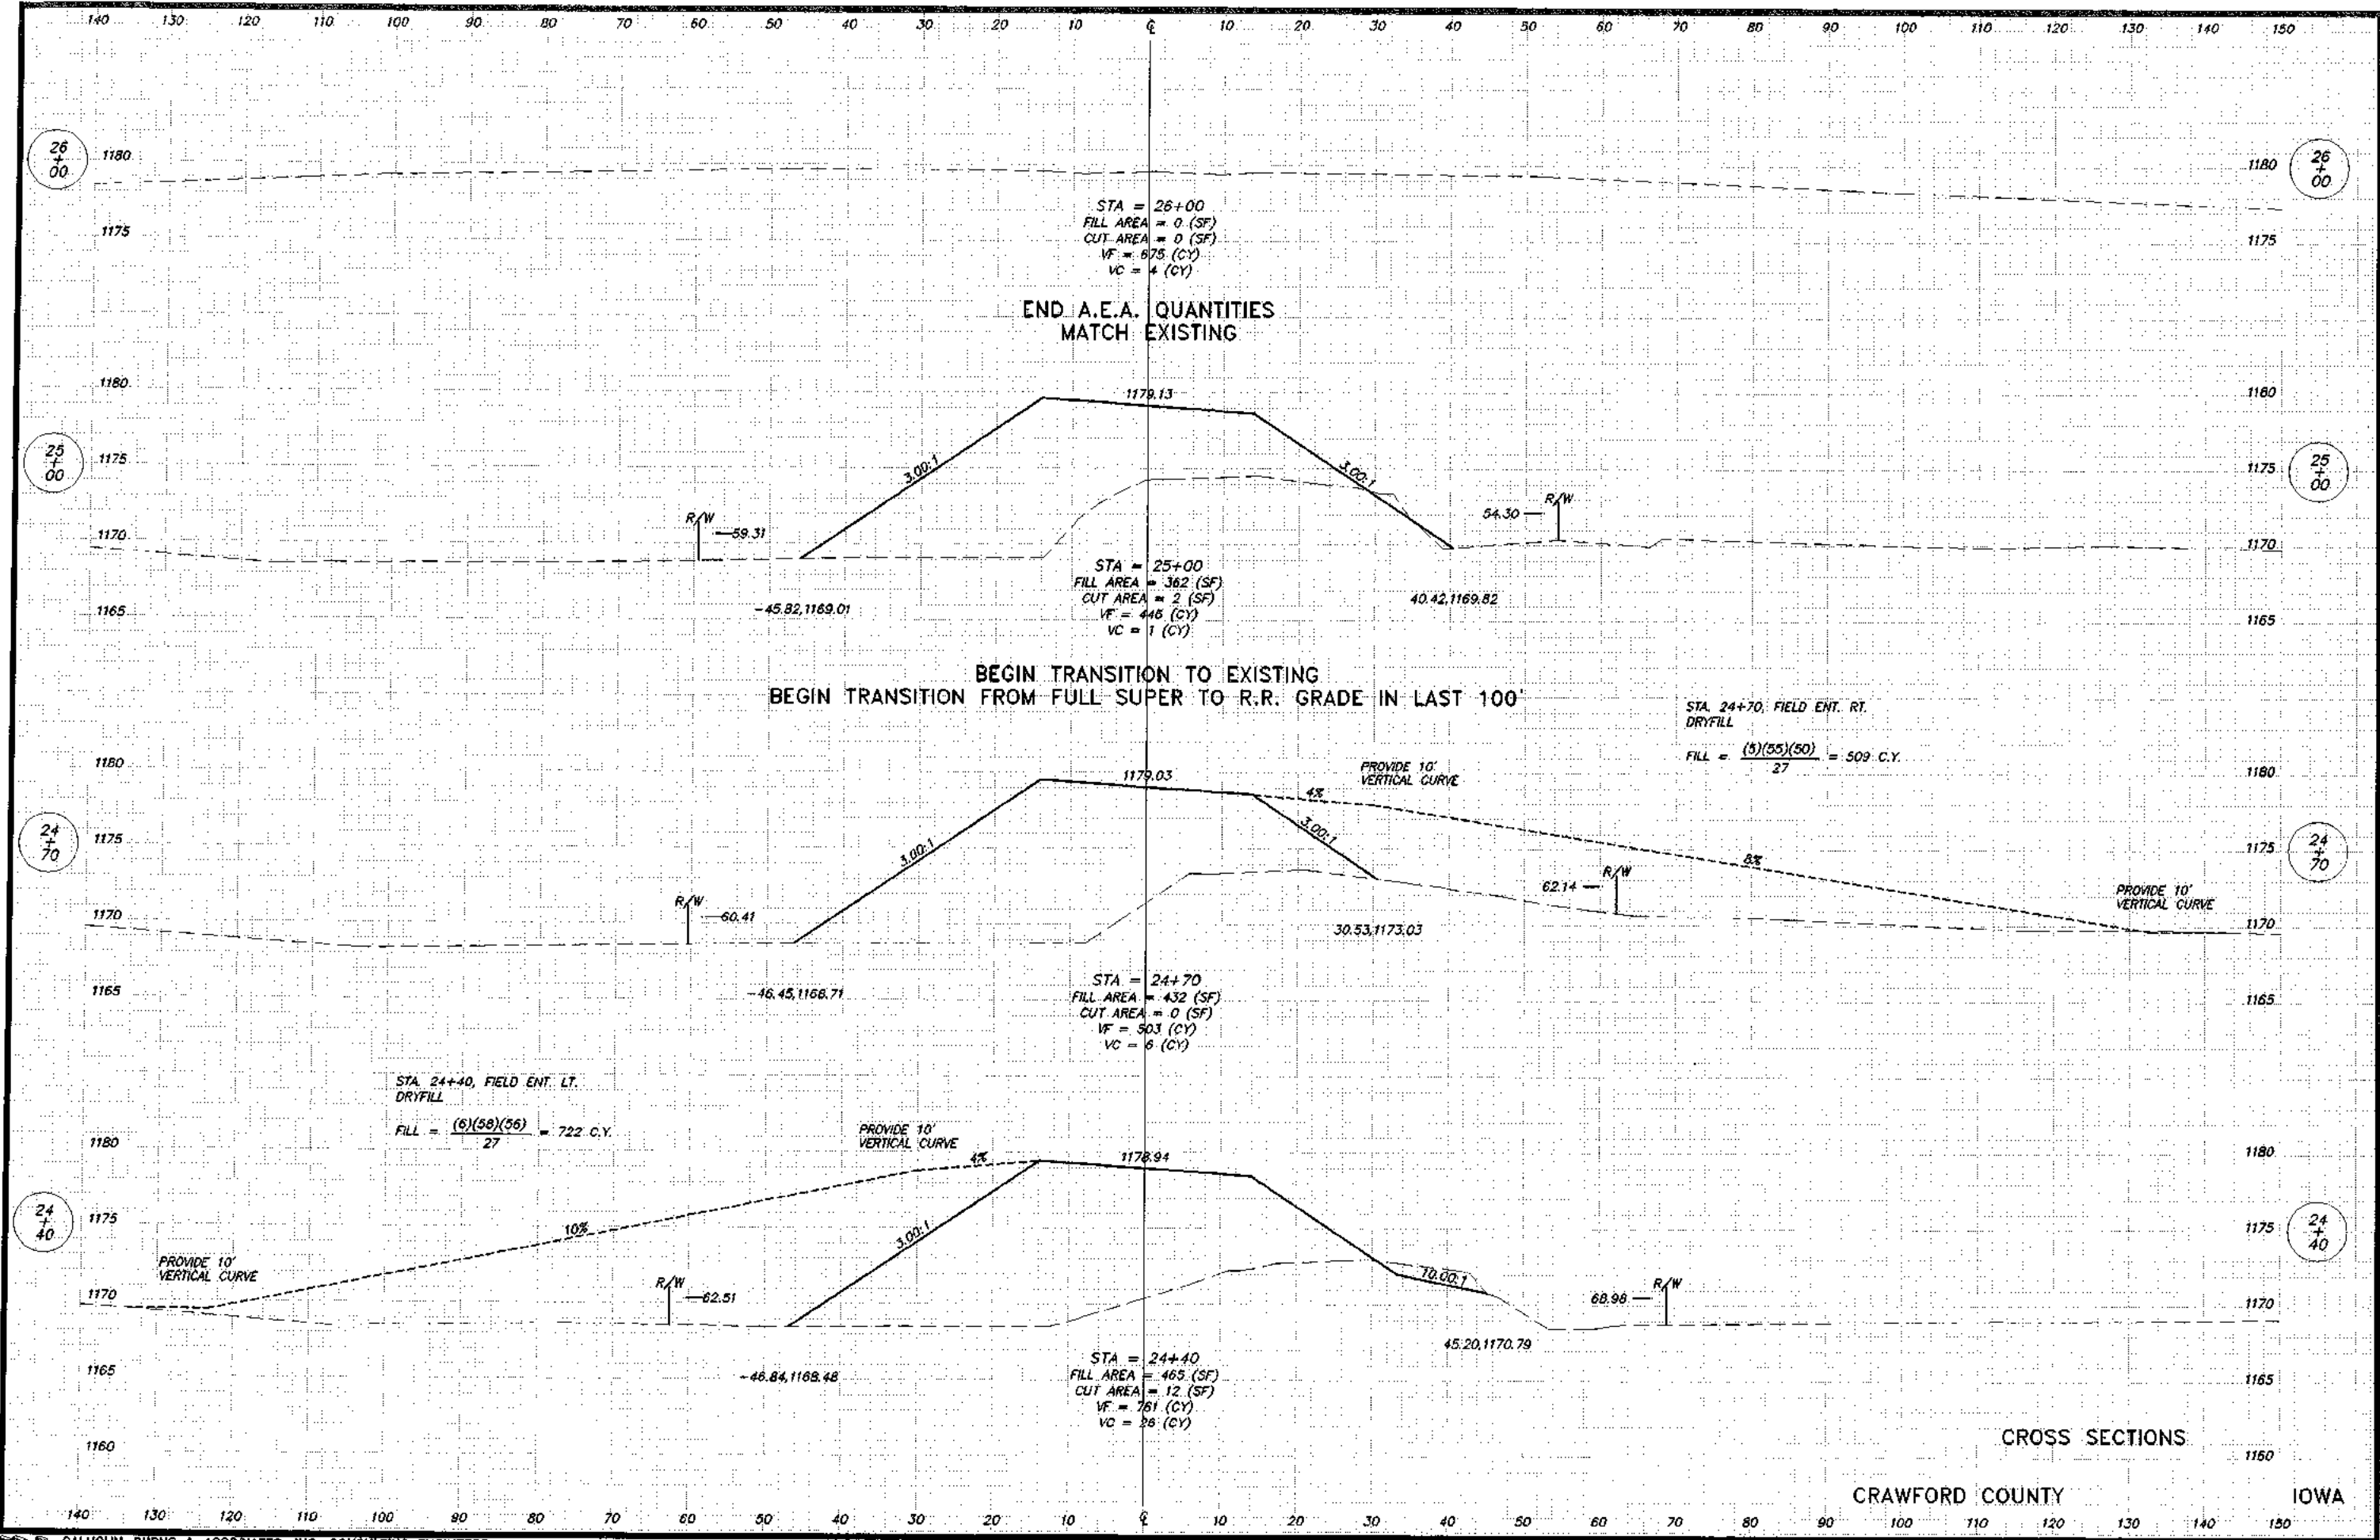 140 130 120 110 100 90 80 70 60 50 40 30 20 10 ℄ 10 20 30 40 50 60 70 80 90 100 110 120 130 140 150
26
+
00
1180
1180
26
+
00
1175
1175
STA = 26+00
FILL AREA = 0 (SF)
CUT AREA = 0 (SF)
VF = 675 (CY)
VC = 4 (CY)
END A.E.A. QUANTITIES
MATCH EXISTING
1180
1180
1179.13
25
+
00
1175
1175
25
+
00
3.00:1
3.00:1
R/W
-59.31
54.30
R/W
1170
1170
STA = 25+00
FILL AREA = 362 (SF)
CUT AREA = 2 (SF)
VF = 446 (CY)
VC = 1 (CY)
1165
-45.82,1169.01
40.42,1169.82
1165
BEGIN TRANSITION TO EXISTING
BEGIN TRANSITION FROM FULL SUPER TO R.R. GRADE IN LAST 100'
STA. 24+70, FIELD ENT. RT.
DRYFILL
FILL = (5)(55)(50)
27
= 509 C.Y.
1180
1180
1179.03
PROVIDE 10'
VERTICAL CURVE
4%
24
+
70
1175
1175
24
+
70
3.00:1
3.00:1
8%
R/W
-60.41
62.14
R/W
PROVIDE 10'
VERTICAL CURVE
1170
1170
30.53,1173.03
1165
-46.45,1168.71
1165
STA = 24+70
FILL AREA = 432 (SF)
CUT AREA = 0 (SF)
VF = 503 (CY)
VC = 6 (CY)
STA. 24+40, FIELD ENT. LT.
DRYFILL
FILL = (6)(58)(56)
27
= 722 C.Y.
1180
1180
PROVIDE 10'
VERTICAL CURVE
4%
1178.94
24
+
40
1175
1175
24
+
40
10%
3.00:1
PROVIDE 10'
VERTICAL CURVE
R/W
-62.51
10.00:1
68.98
R/W
1170
1170
45.20,1170.79
1165
-46.84,1168.48
1165
STA = 24+40
FILL AREA = 465 (SF)
CUT AREA = 12 (SF)
VF = 761 (CY)
VC = 26 (CY)
CROSS SECTIONS
1160
1160
CRAWFORD COUNTY
IOWA
140 130 120 110 100 90 80 70 60 50 40 30 20 10 ℄ 10 20 30 40 50 60 70 80 90 100 110 120 130 140 150